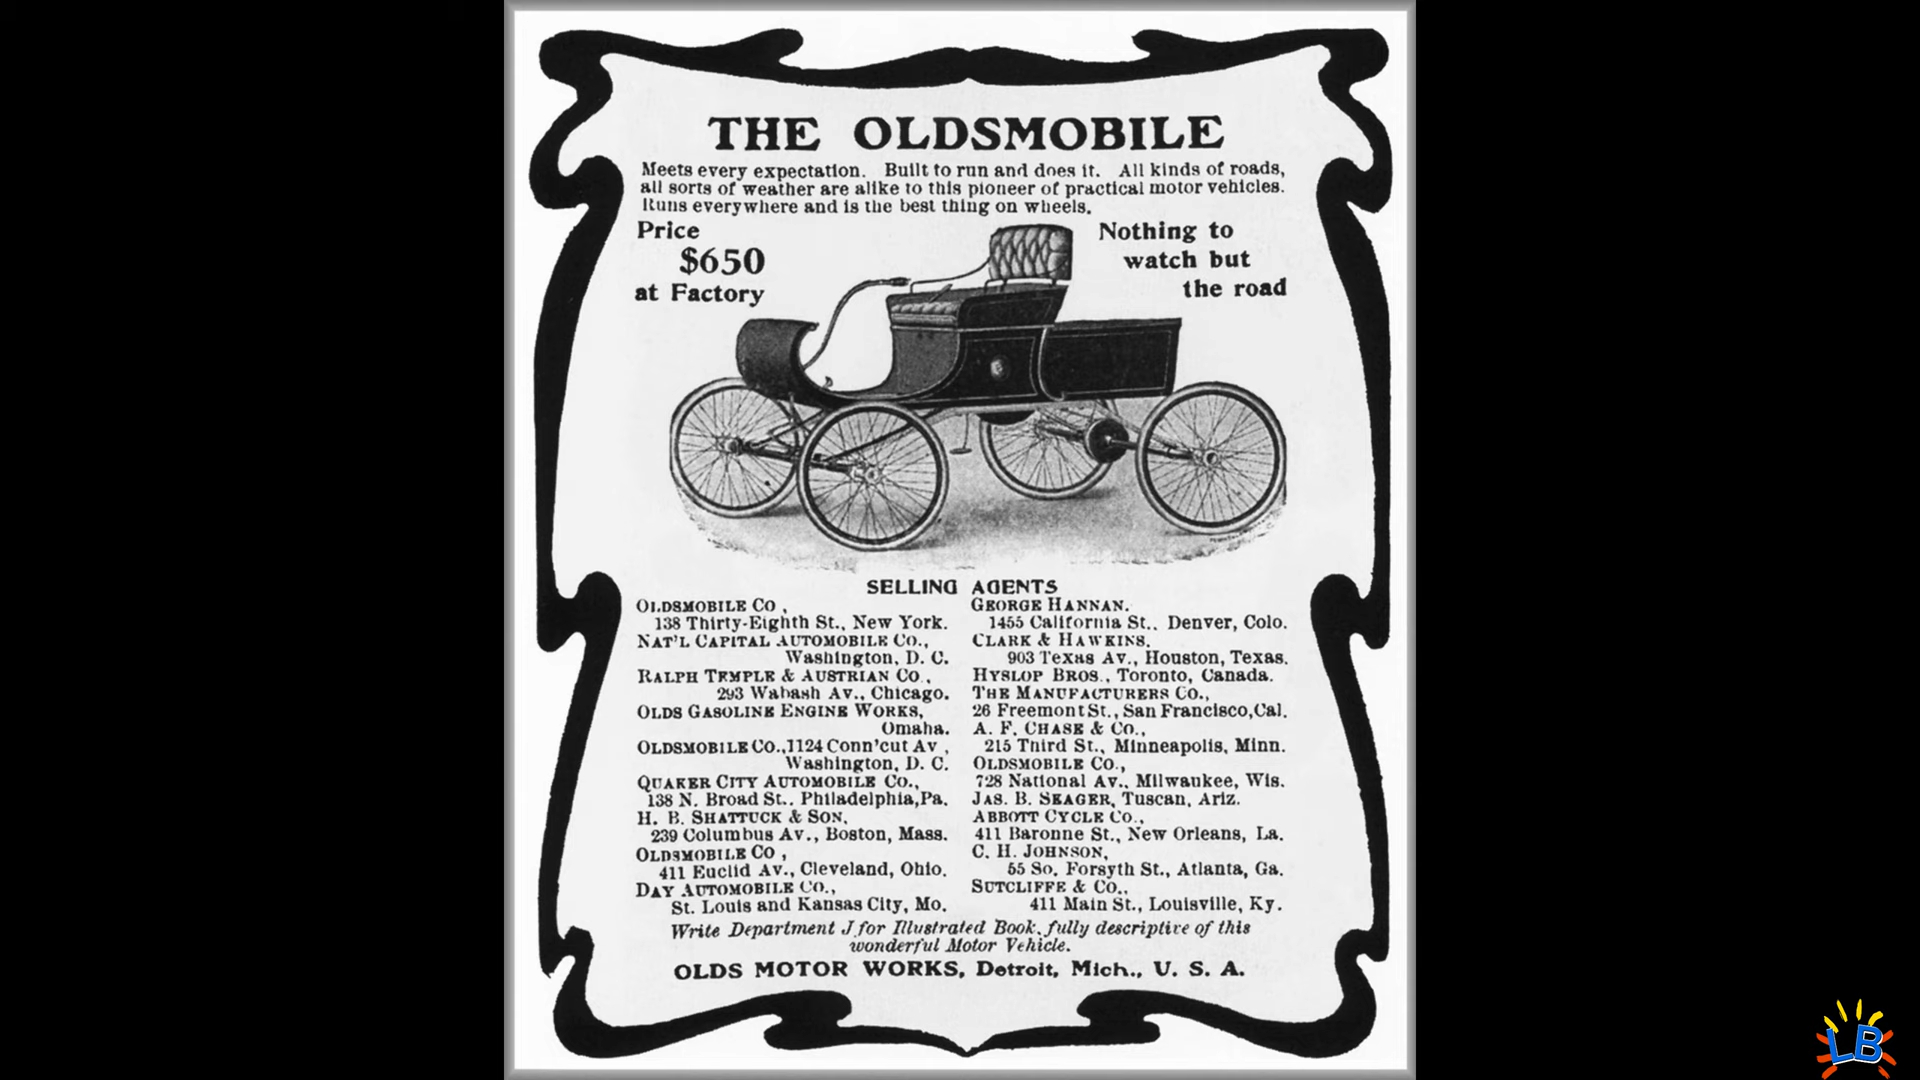 THE OLDSMOBILE
Meets every expectation. Built to run and does it. All kinds of roads,
all sorts of weather are alike to this pioneer of practical motor vehicles.
Runs everywhere and is the best thing on wheels.
Price
$650
at Factory
Nothing to
watch but
the road
SELLING AGENTS
OLDSMOBILE CO.,
138 Thirty-Eighth St., New York.
NAT'L CAPITAL AUTOMOBILE CO.,
Washington, D. C.
RALPH TEMPLE & AUSTRIAN CO.,
293 Wabash Av., Chicago.
OLDS GASOLINE ENGINE WORKS,
Omaha.
OLDSMOBILE CO., 1124 Conn'cut Av.,
Washington, D. C.
QUAKER CITY AUTOMOBILE CO.,
138 N. Broad St., Philadelphia, Pa.
H. B. SHATTUCK & SON,
239 Columbus Av., Boston, Mass.
OLDSMOBILE CO.,
411 Euclid Av., Cleveland, Ohio.
DAY AUTOMOBILE CO.,
St. Louis and Kansas City, Mo.
GEORGE HANNAN.
1455 California St., Denver, Colo.
CLARK & HAWKINS,
903 Texas Av., Houston, Texas.
HYSLOP BROS., Toronto, Canada.
THE MANUFACTURERS CO.,
26 Freemont St., San Francisco, Cal.
A. F. CHASE & CO.,
215 Third St., Minneapolis, Minn.
OLDSMOBILE CO.,
728 National Av., Milwaukee, Wis.
JAS. B. SEAGER, Tuscan, Ariz.
ABBOTT CYCLE CO.,
411 Baronne St., New Orleans, La.
C. H. JOHNSON,
55 So. Forsyth St., Atlanta, Ga.
SUTCLIFFE & CO.,
411 Main St., Louisville, Ky.
Write Department J for Illustrated Book, fully descriptive of this
wonderful Motor Vehicle.
OLDS MOTOR WORKS, Detroit, Mich., U. S. A.
LB